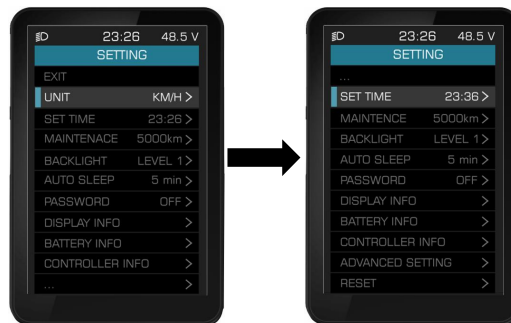 23:26 48.5 V
SETTING
EXIT
UNIT KM/H >
SET TIME 23:26 >
MAINTENACE 5000km >
BACKLIGHT LEVEL 1 >
AUTO SLEEP 5 min >
PASSWORD OFF >
DISPLAY INFO >
BATTERY INFO >
CONTROLLER INFO >
... >
23:26 48.5 V
SETTING
...
SET TIME 23:36 >
MAINTENCE 5000km >
BACKLIGHT LEVEL 1 >
AUTO SLEEP 5 min >
PASSWORD OFF >
DISPLAY INFO >
BATTERY INFO >
CONTROLLER INFO >
ADVANCED SETTING >
RESET >